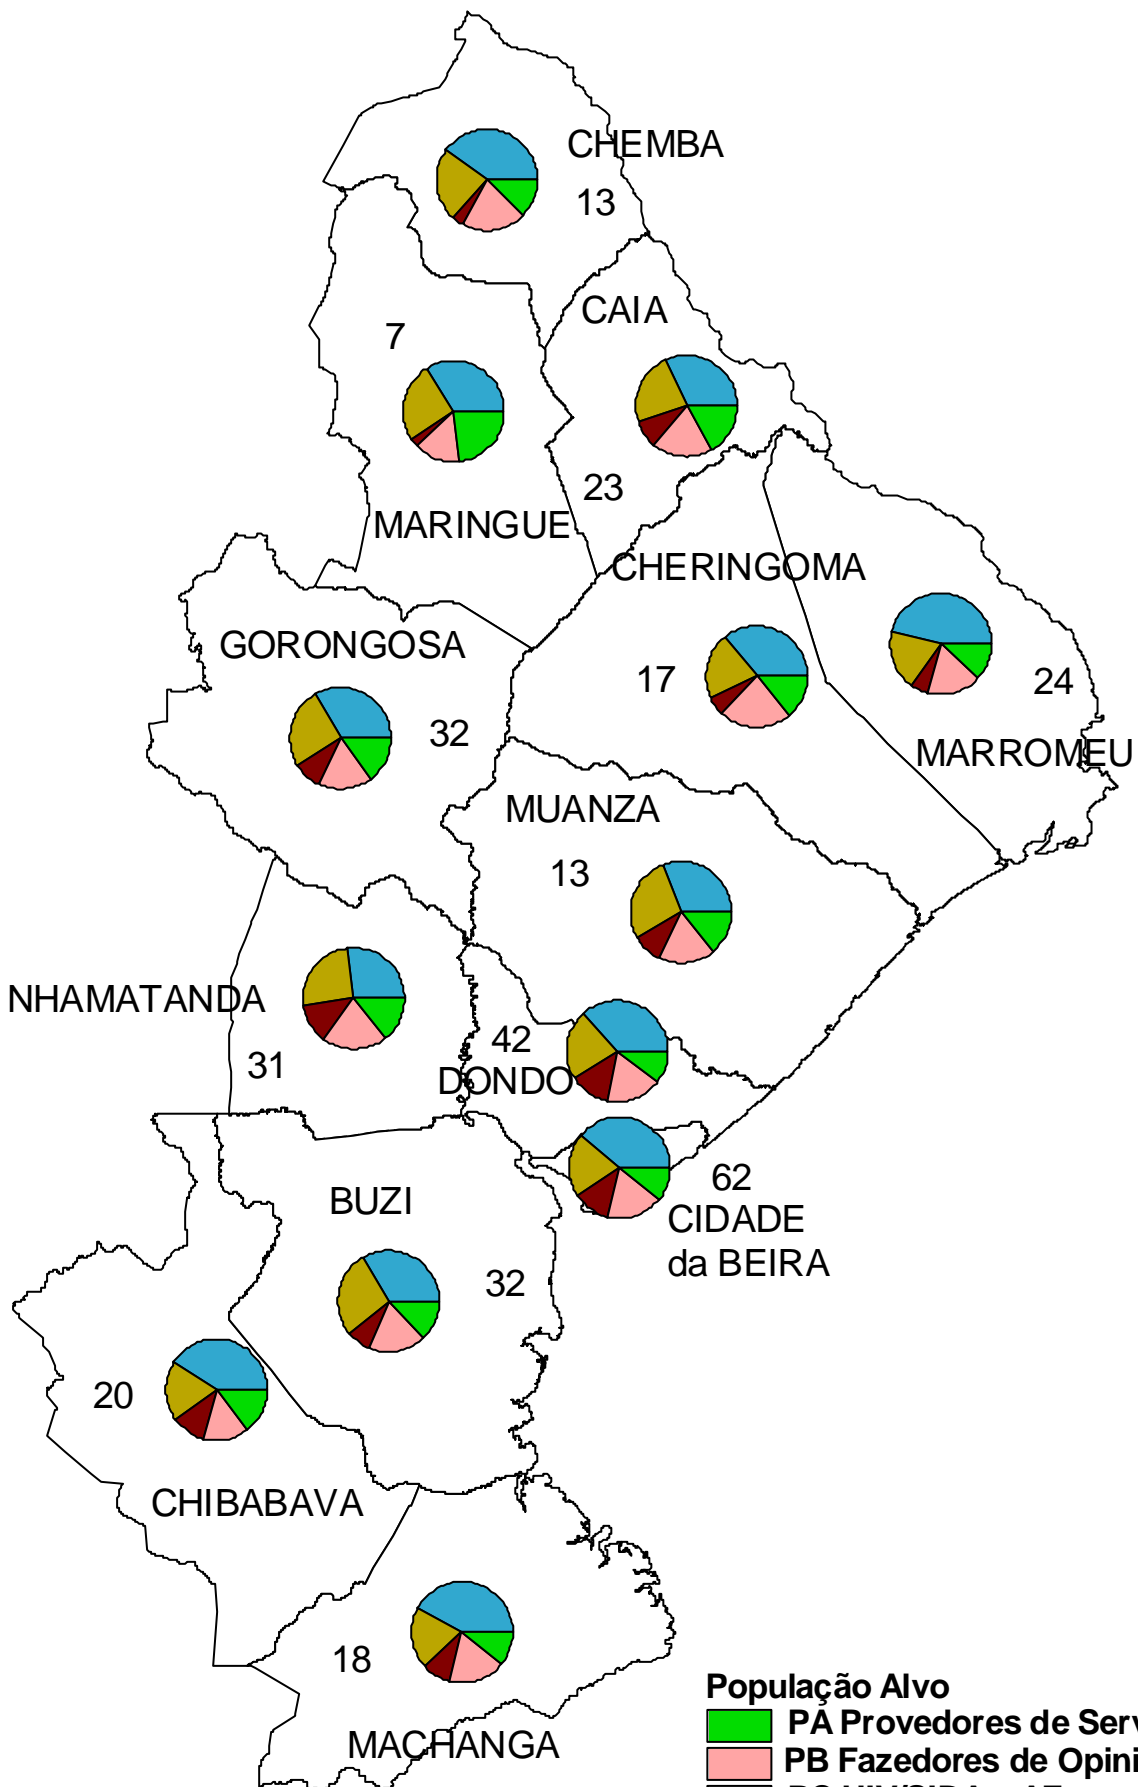 CHEMBA
13
CAIA
7
23
MARINGUE
CHERINGOMA
GORONGOSA
17
24
32
MARROMEU
MUANZA
13
NHAMATANDA
42
31
DONDO
62
BUZI
CIDADE
da BEIRA
32
20
CHIBABAVA
18
População Alvo
MACHANGA
PA Provedores de Serv
PB Fazedores de Opini